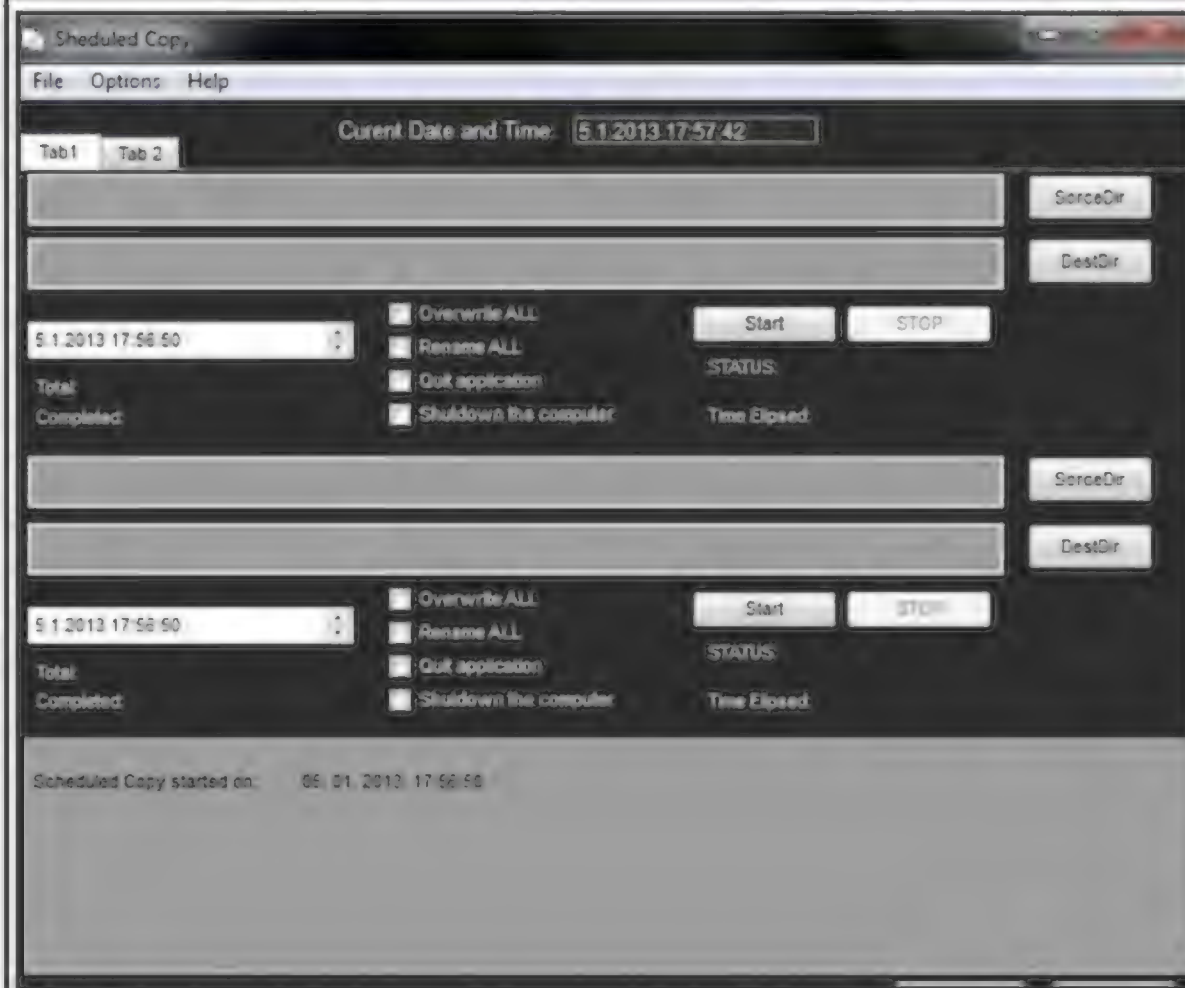 Sheduled Copy
File Options Help
Curent Date and Time: 5.1.2013 17:57:42
Tab1 Tab 2
SorceDir
DestDir
5.1.2013 17:56:50
Overwrite ALL
Rename ALL
Quit application
Shutdown the computer
Start STOP
STATUS:
Total:
Completed:
Time Elpsed:
SorceDir
DestDir
5.1.2013 17:56:50
Overwrite ALL
Rename ALL
Quit application
Shutdown the computer
Start STOP
STATUS:
Total:
Completed:
Time Elpsed:
Scheduled Copy started on: 05. 01. 2013. 17:56:50